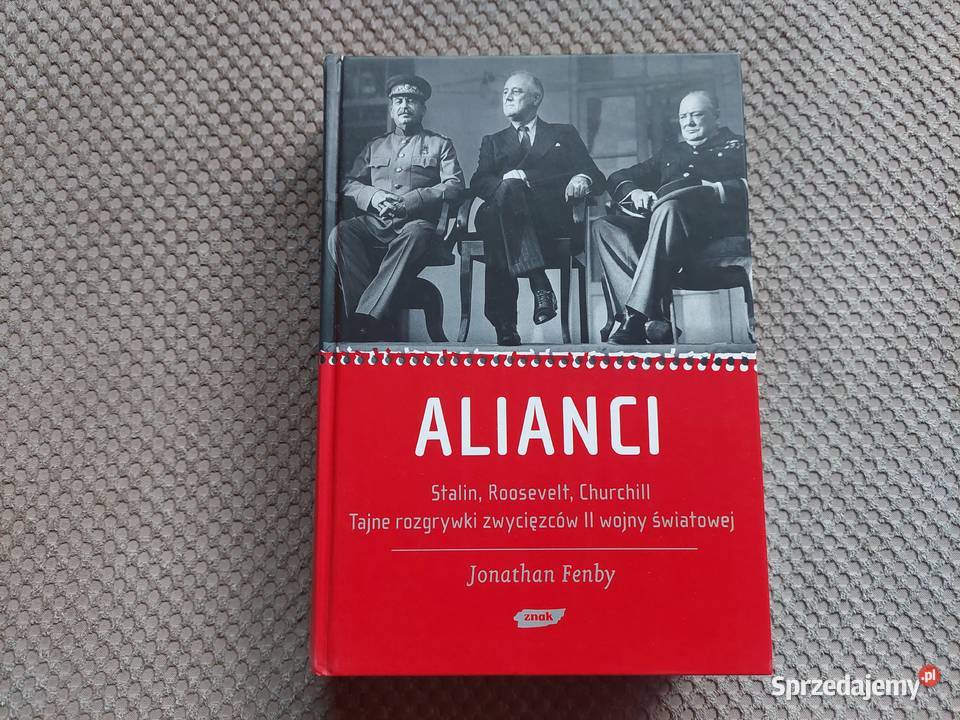 ALIANCI
Stalin, Roosevelt, Churchill
Tajne rozgrywki zwycięzców II wojny światowej
Jonathan Fenby
znak
Sprzedajemy.pl